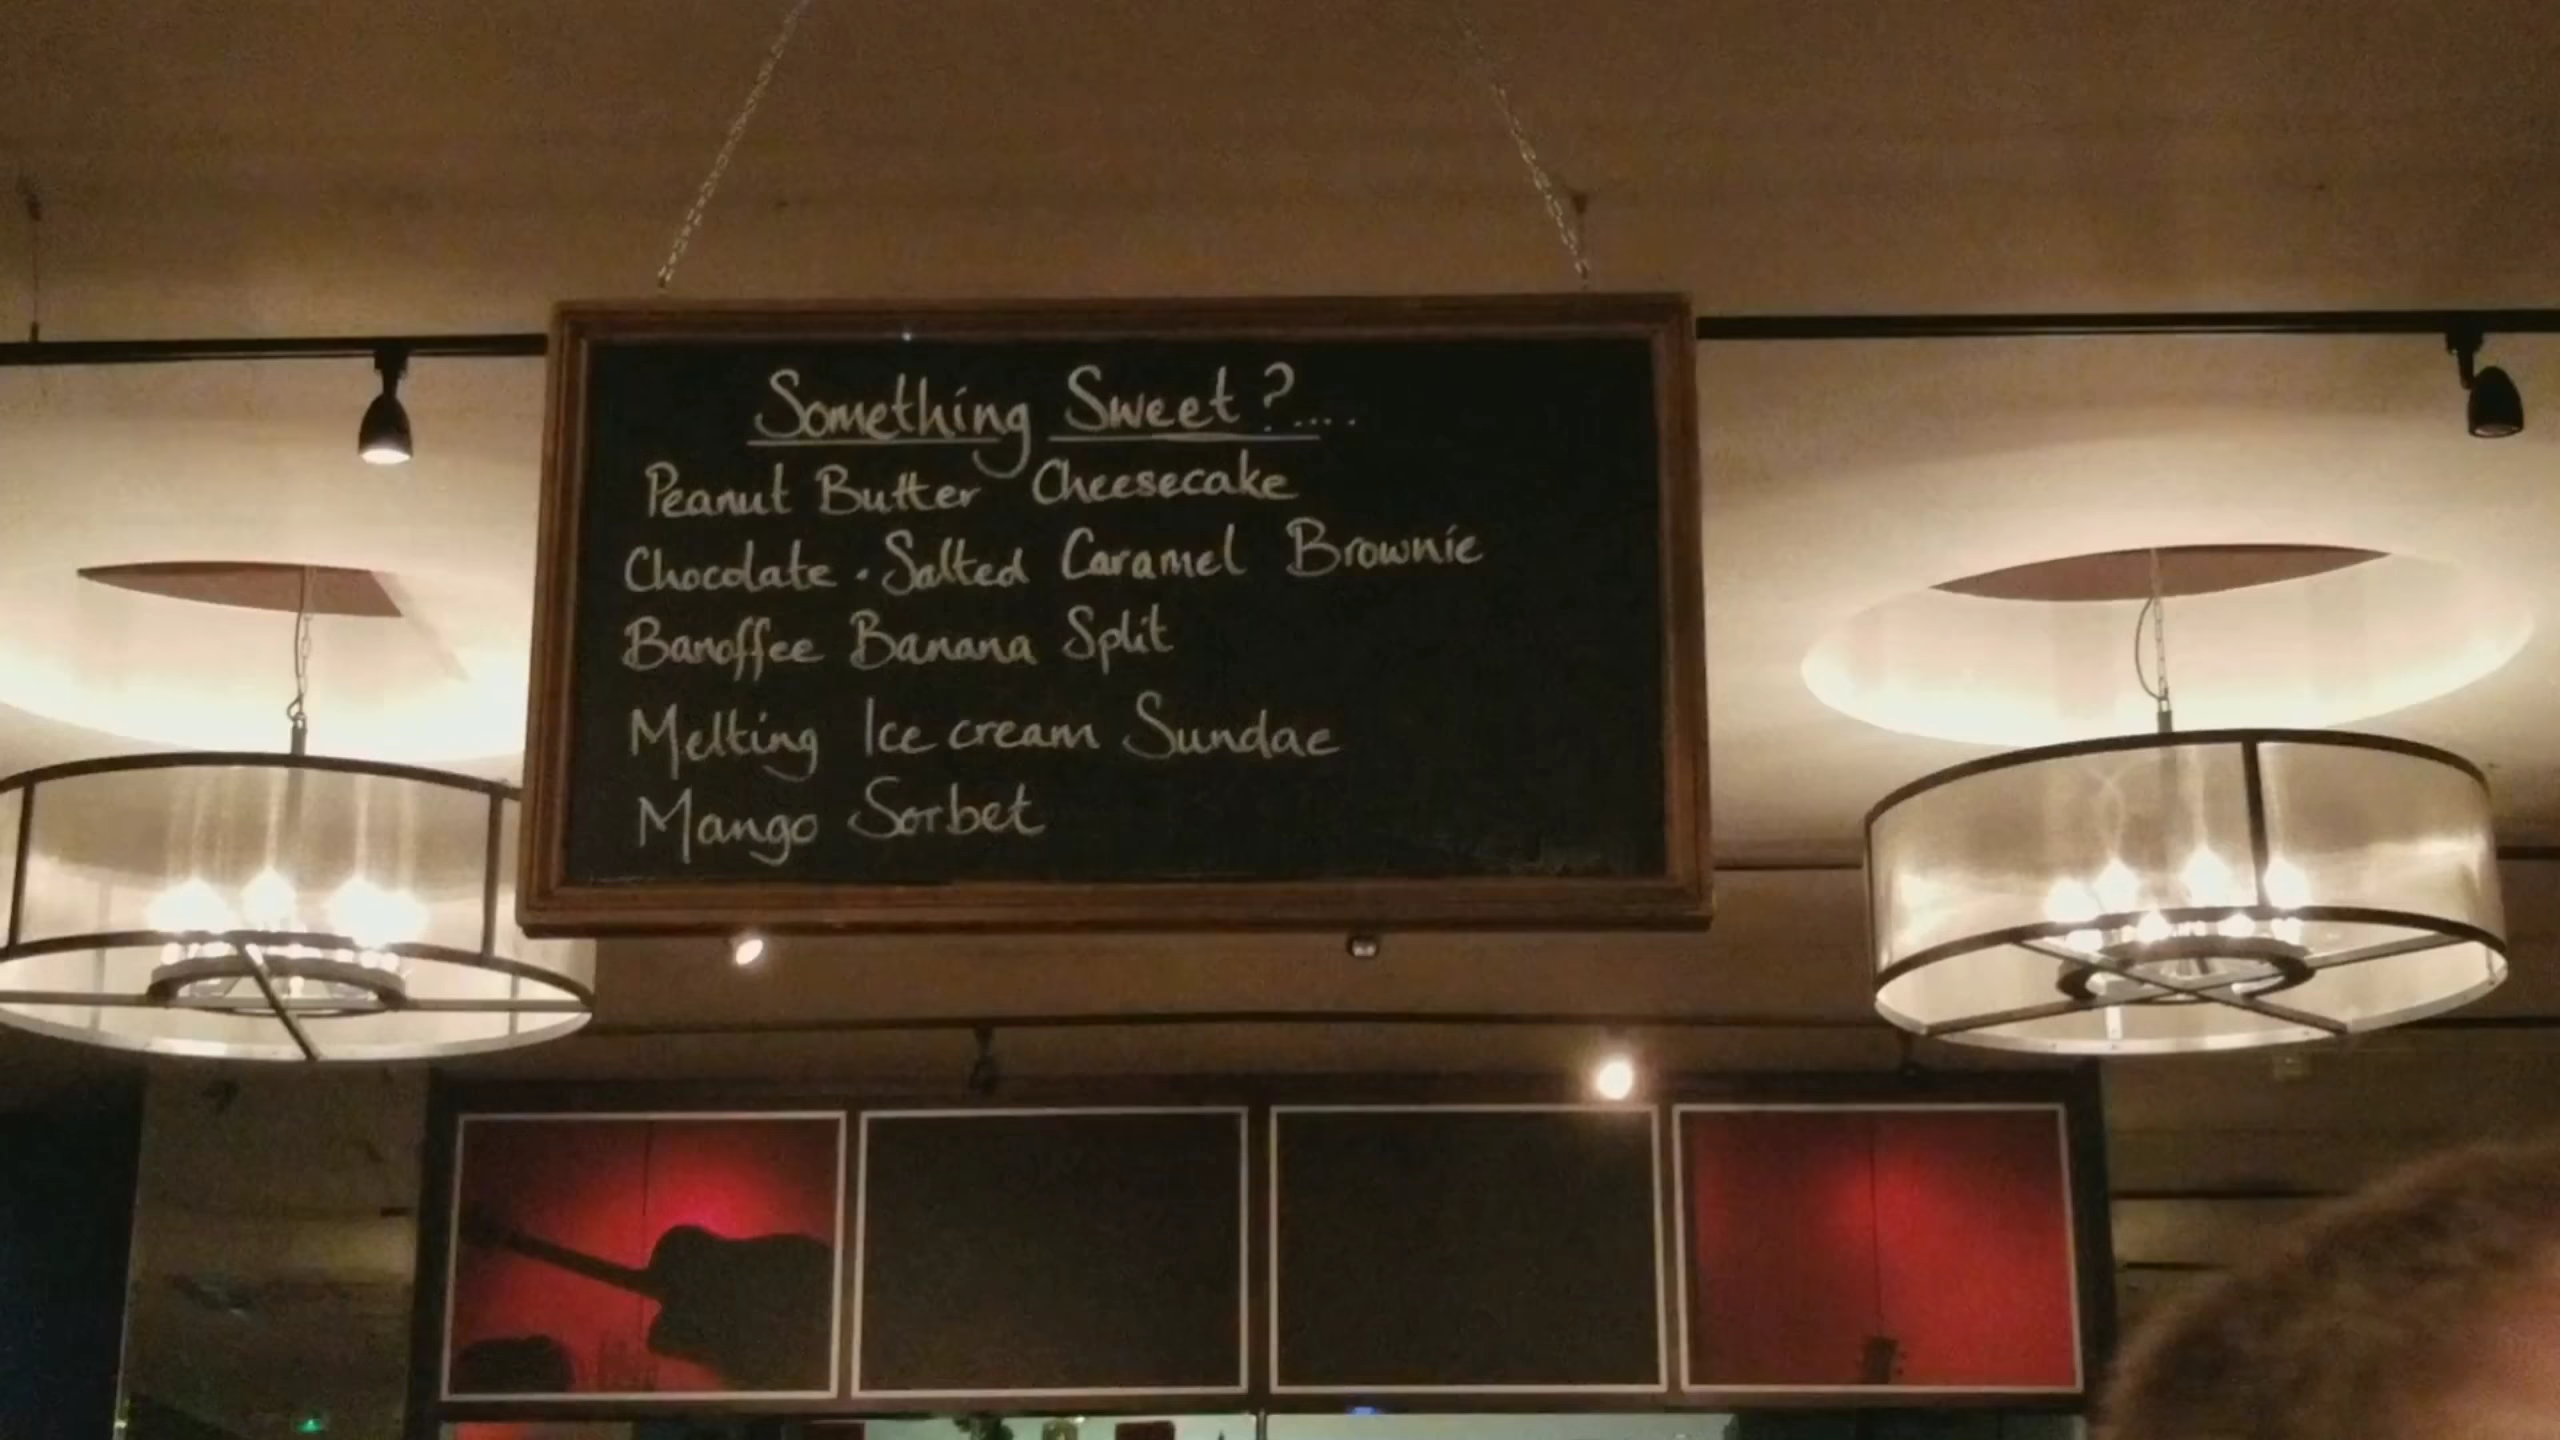 Something Sweet?....
Peanut Butter Cheesecake
Chocolate . Salted Caramel Brownie
Banoffee Banana Split
Melting Ice cream Sundae
Mango Sorbet